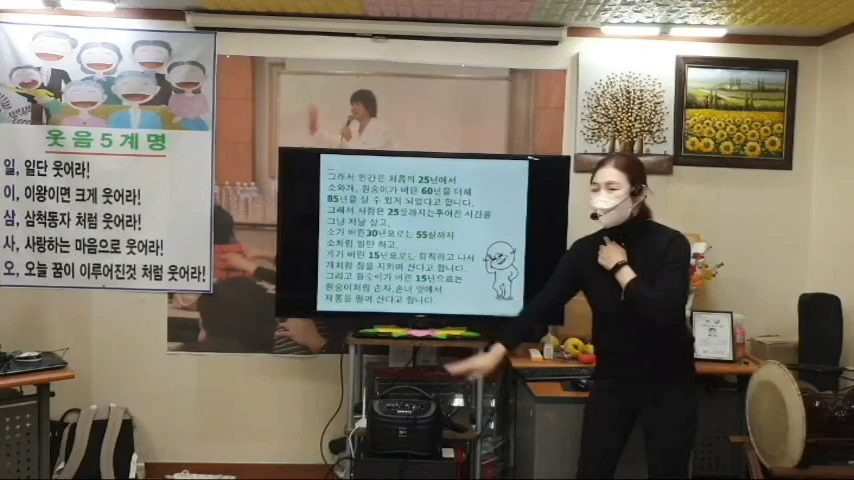 웃음5계명
일, 일단 웃어라!
이, 이왕이면 크게 웃어라!
삼, 삼척동자 처럼 웃어라!
사, 사랑하는 마음으로 웃어라!
오, 오늘 꿈이 이루어진것 처럼 웃어라!
그래서 인간은 처음의 25년에서
소와개, 원숭이가 버린 60년을 더해
85년을 살 수 있게 되었다고 합니다.
그래서 사람은 25살까지는주어진 시간을
그냥 저냥 살고,
소가 버린30년으로는 55살까지
소처럼 일만 하고,
개가 버린 15년으로는 퇴직하고 나서
개처럼 집을 지키며 산다고 합니다.
그리고 원숭이가 버린 15년으로는
원숭이처럼 손자,손녀 앞에서
재롱을 떨며 산다고 합니다.